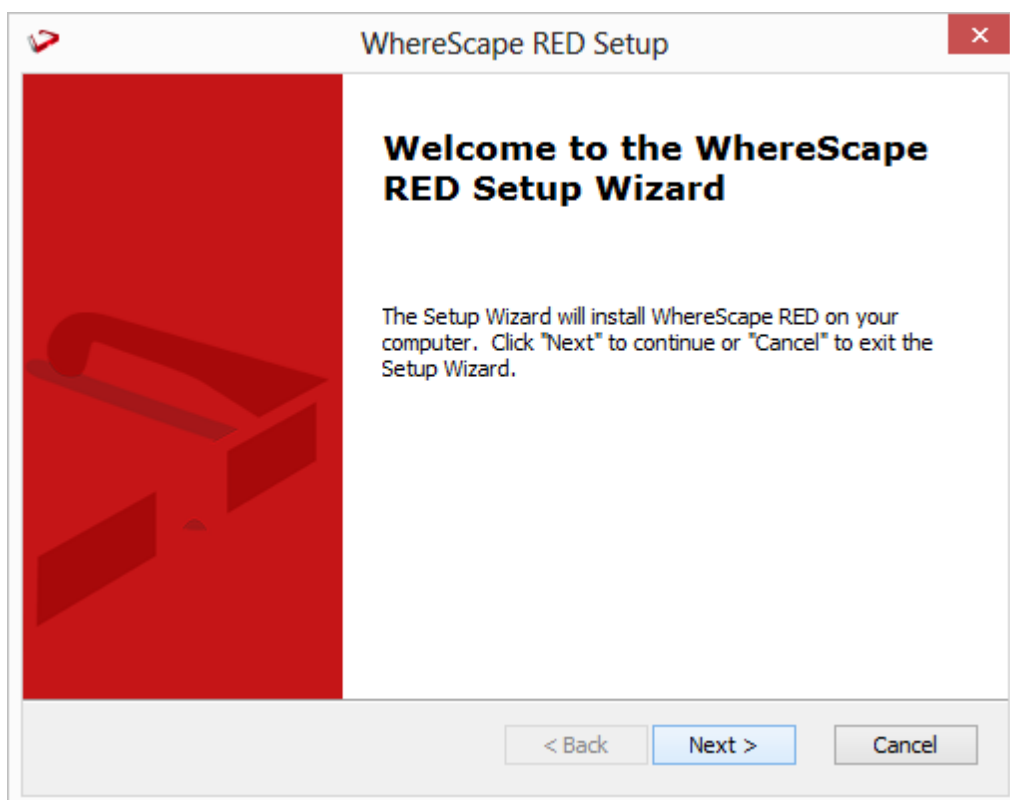 WhereScape RED Setup
Welcome to the WhereScape
RED Setup Wizard
The Setup Wizard will install WhereScape RED on your
computer.  Click "Next" to continue or "Cancel" to exit the
Setup Wizard.
< Back Next > Cancel